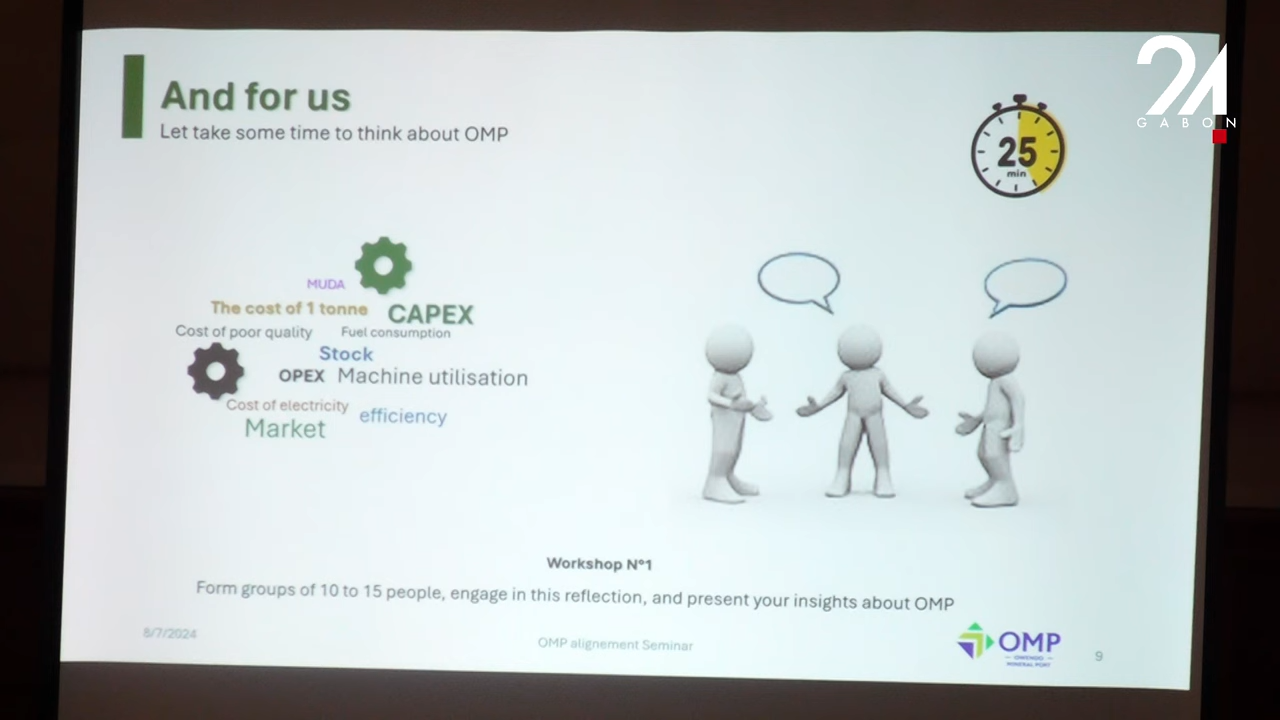 And for us
Let take some time to think about OMP
24
GABON
25
min
MUDA
The cost of 1 tonne
CAPEX
Cost of poor quality
Fuel consumption
Stock
OPEX
Machine utilisation
Cost of electricity
efficiency
Market
Workshop N°1
Form groups of 10 to 15 people, engage in this reflection, and present your insights about OMP
8/7/2024
OMP alignement Seminar
OMP
OWENDO
MINERAL PORT
9